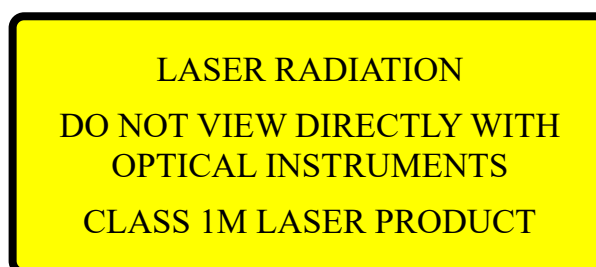 LASER RADIATION
DO NOT VIEW DIRECTLY WITH
OPTICAL INSTRUMENTS
CLASS 1M LASER PRODUCT